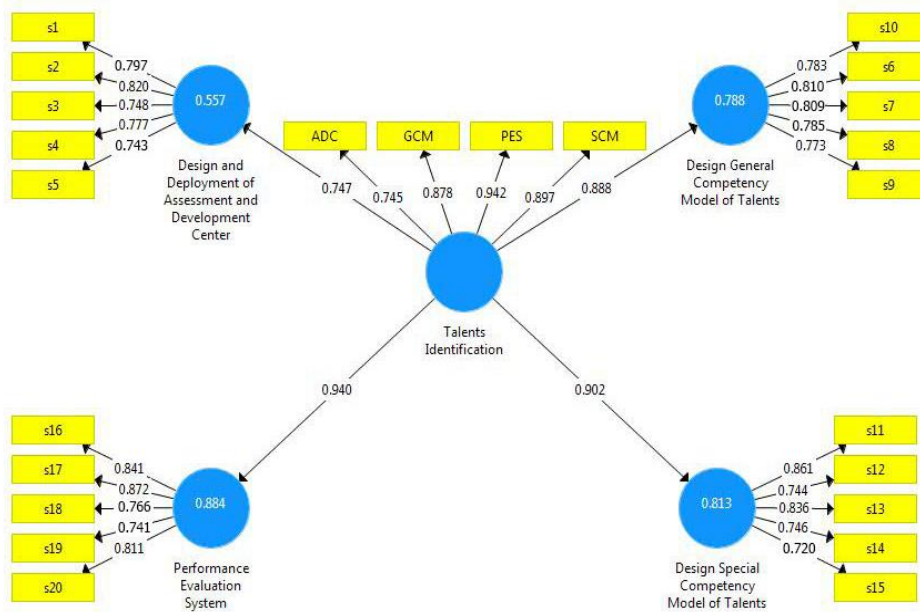 s1
s2
s3
s4
s5
0.797
0.820
0.748
0.777
0.743
0.557
Design and
Deployment of
Assessment and
Development
Center
ADC
GCM
PES
SCM
0.747
0.745
0.878
0.942
0.897
0.888
s10
s6
s7
s8
s9
0.783
0.810
0.809
0.785
0.773
0.788
Design General
Competency
Model of Talents
Talents
Identification
0.940
0.902
s16
s17
s18
s19
s20
0.841
0.872
0.766
0.741
0.811
0.884
Performance
Evaluation
System
s11
s12
s13
s14
s15
0.861
0.744
0.836
0.746
0.720
0.813
Design Special
Competency
Model of Talents